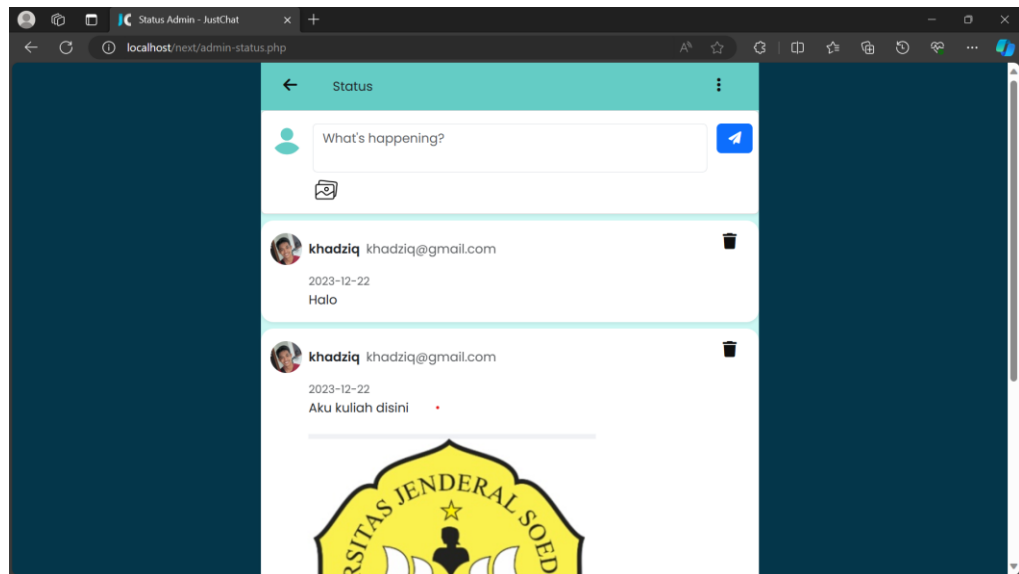 Status Admin - JustChat
localhost/next/admin-status.php
Status
What's happening?
khadziq khadziq@gmail.com
2023-12-22
Halo
khadziq khadziq@gmail.com
2023-12-22
Aku kuliah disini
RSITAS JENDERAL SOED